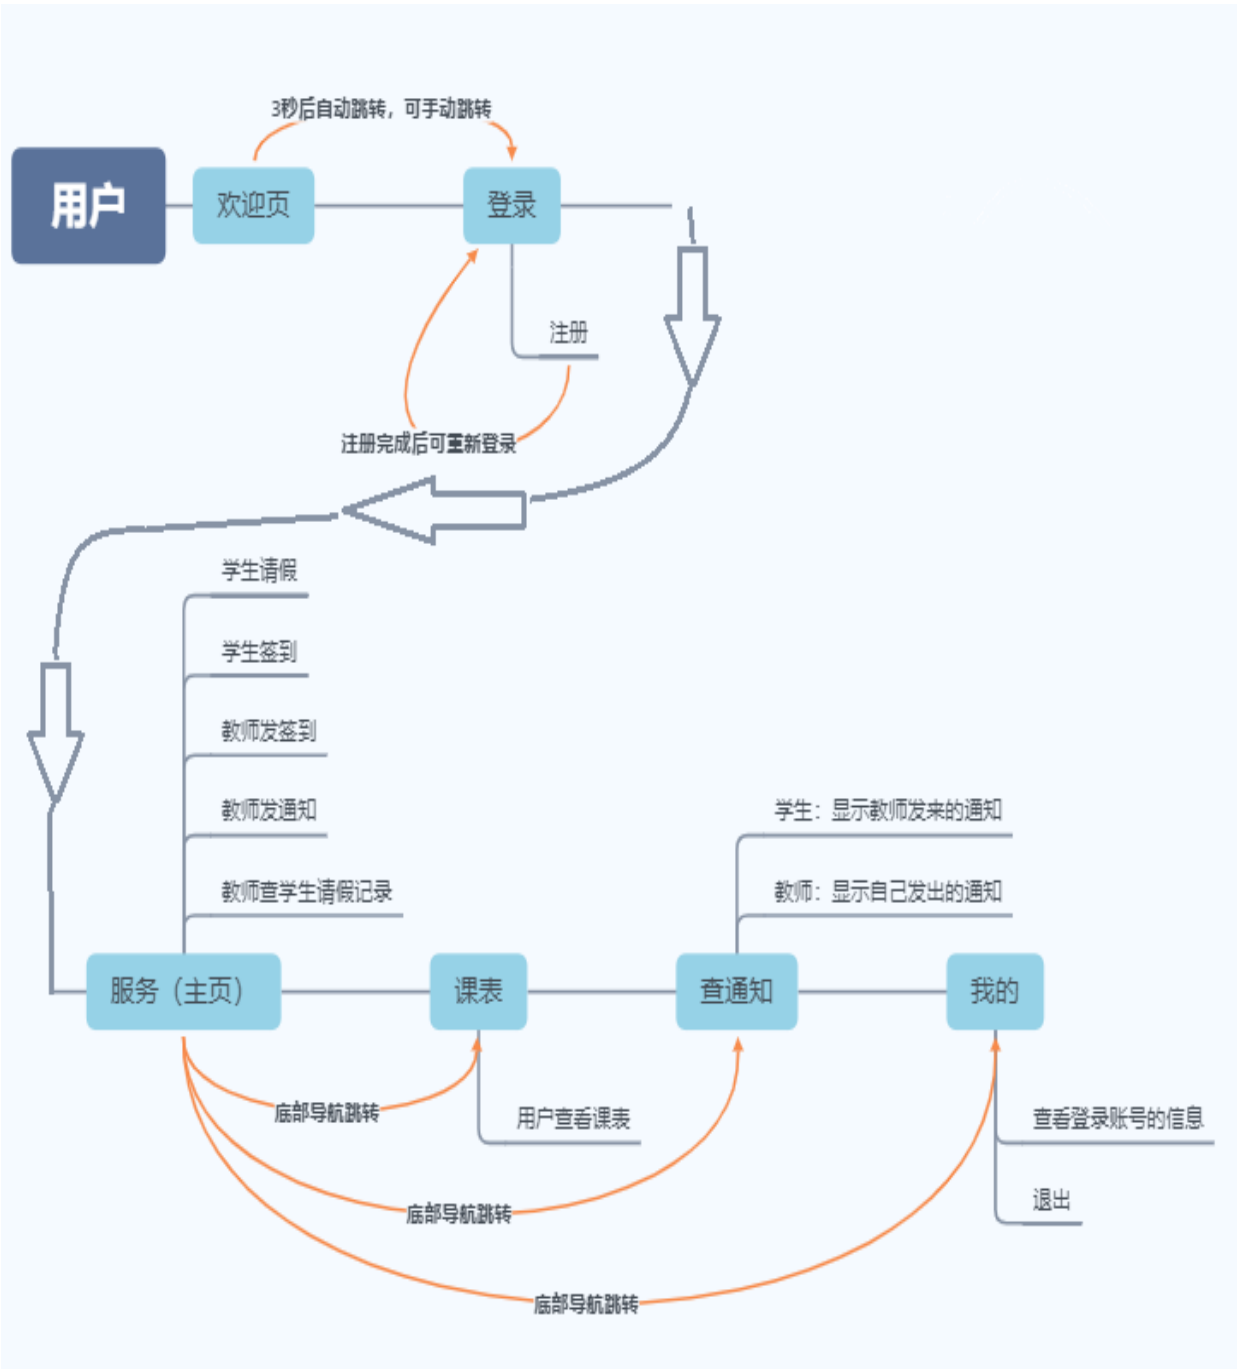 3秒后自动跳转，可手动跳转
用户
欢迎页
登录
注册
注册完成后可重新登录
学生请假
学生签到
教师发签到
教师发通知
教师查学生请假记录
学生：显示教师发来的通知
教师：显示自己发出的通知
服务（主页）
课表
查通知
我的
底部导航跳转
用户查看课表
查看登录账号的信息
底部导航跳转
退出
底部导航跳转